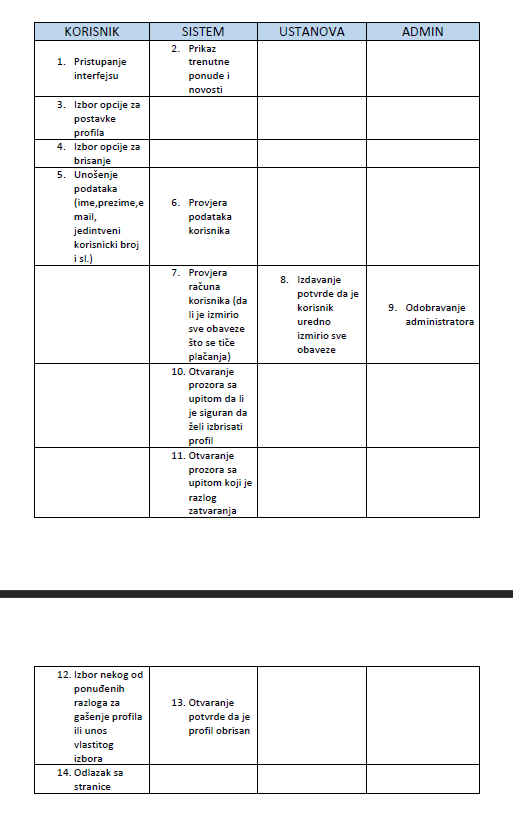 KORISNIK SISTEM USTANOVA ADMIN
1. Pristupanje
interfejsu
2. Prikaz
trenutne
ponude i
novosti
3. Izbor opcije za
postavke
profila
4. Izbor opcije za
brisanje
5. Unošenje
podataka
(ime,prezime,e
mail,
jedintveni
korisnicki broj
i sl.)
6. Provjera
podataka
korisnika
7. Provjera
računa
korisnika (da
li je izmirio
sve obaveze
što se tiče
plačanja)
8. Izdavanje
potvrde da je
korisnik
uredno
izmirio sve
obaveze
9. Odobravanje
administratora
10. Otvaranje
prozora sa
upitom da li
je siguran da
želi izbrisati
profil
11. Otvaranje
prozora sa
upitom koji je
razlog
zatvaranja
12. Izbor nekog od
ponuđenih
razloga za
gašenje profila
ili unos
vlastitog
izbora
13. Otvaranje
potvrde da je
profil obrisan
14. Odlazak sa
stranice